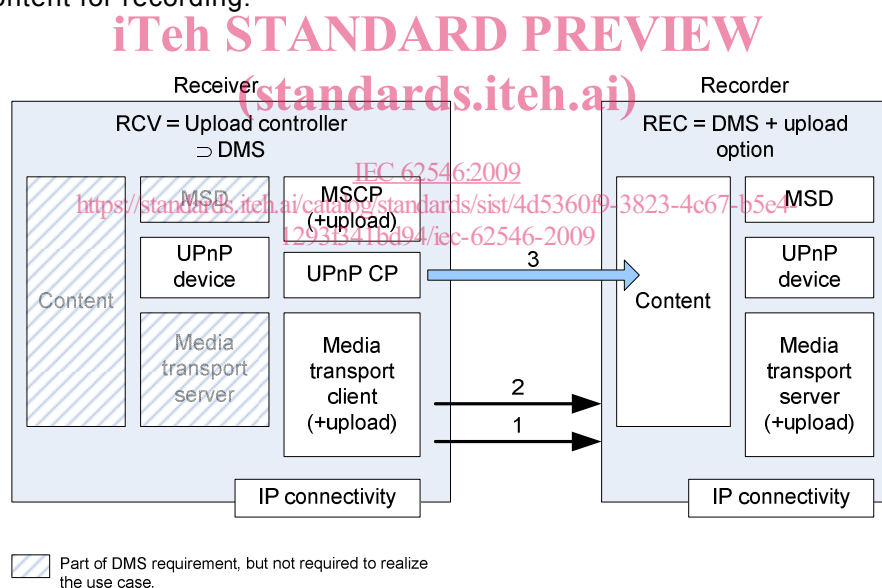 ontent for recording.
iTeh STANDARD PREVIEW
(standards.iteh.ai)
Receiver
Recorder
RCV = Upload controller
⊃ DMS
REC = DMS + upload
option
IEC 62546:2009
https://standards.iteh.ai/catalog/standards/sist/4d5360f9-3823-4c67-b5e4-
1293f341bd94/iec-62546-2009
Content
MSD
UPnP
device
Media
transport
server
MSCP
(+upload)
UPnP CP
Media
transport
client
(+upload)
IP connectivity
3
2
1
Content
MSD
UPnP
device
Media
transport
server
(+upload)
IP connectivity
Part of DMS requirement, but not required to realize
the use case.